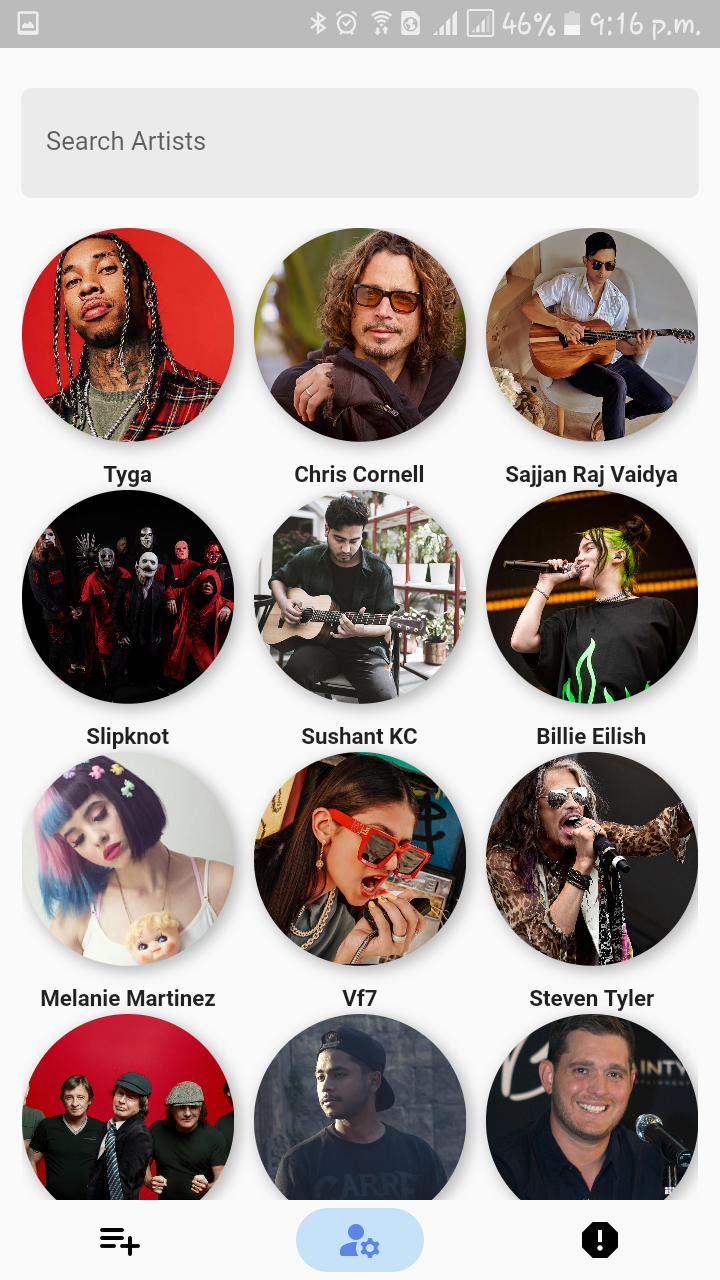 46% 9:16 p.m.
Search Artists
Tyga
Chris Cornell
Sajjan Raj Vaidya
Slipknot
Sushant KC
Billie Eilish
Melanie Martinez
Vf7
Steven Tyler
CARRE